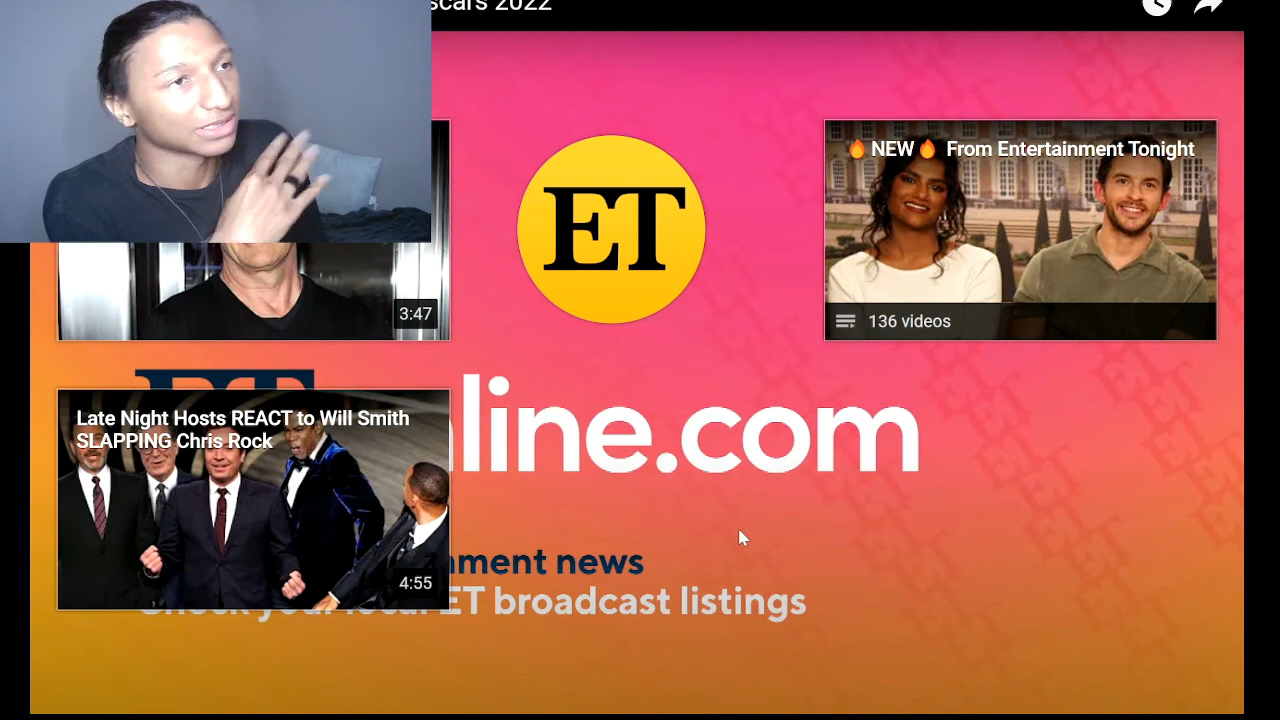 scars 2022
ET
🔥 NEW 🔥 From Entertainment Tonight
3:47
136 videos
Late Night Hosts REACT to Will Smith
SLAPPING Chris Rock
line.com
4:55
nment news
ET broadcast listings